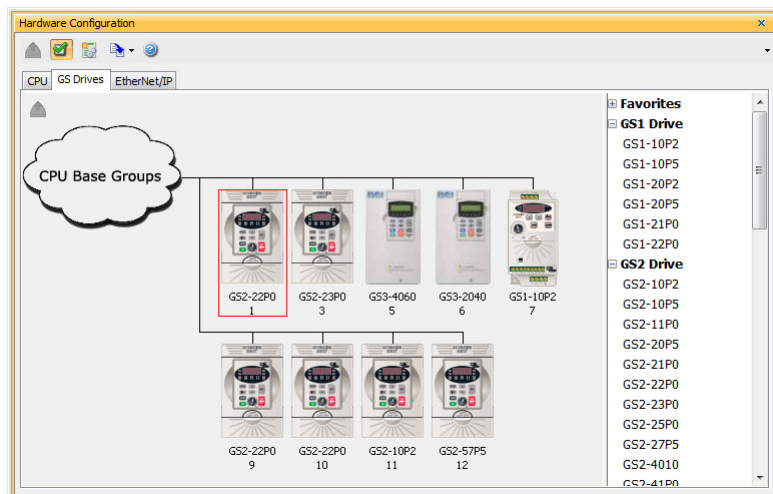 Hardware Configuration
CPU GS Drives EtherNet/IP
CPU Base Groups
GS2-22P0 GS2-23P0 GS3-4060 GS3-2040 GS1-10P2
1 3 5 6 7
GS2-22P0 GS2-22P0 GS2-10P2 GS2-57P5
9 10 11 12
Favorites
GS1 Drive
GS1-10P2
GS1-10P5
GS1-20P2
GS1-20P5
GS1-21P0
GS1-22P0
GS2 Drive
GS2-10P2
GS2-10P5
GS2-11P0
GS2-20P5
GS2-21P0
GS2-22P0
GS2-23P0
GS2-25P0
GS2-27P5
GS2-4010
GS2-41P0